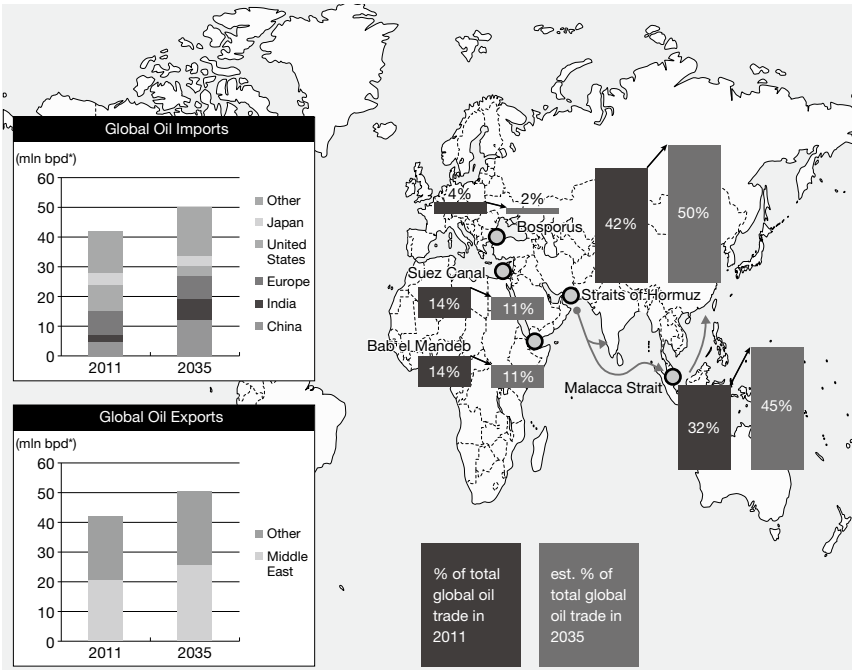 Global Oil Imports
(mln bpd*)
60
50
40
30
20
10
0
2011
2035
Other
Japan
United
States
Europe
India
China
Global Oil Exports
(mln bpd*)
60
50
40
30
20
10
0
2011
2035
Other
Middle
East
4%
2%
Bosporus
42%
50%
Suez Canal
14%
11%
Straits of Hormuz
Bab'el Mandeb
14%
11%
Malacca Strait
32%
45%
% of total
global oil
trade in
2011
est. % of
total global
oil trade in
2035